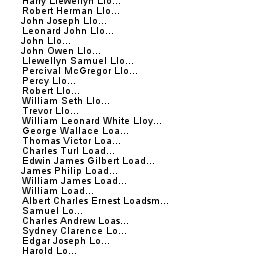 Harry Llewellyn Llo...
Robert Herman Llo...
John Joseph Llo...
Leonard John Llo...
John Llo...
John Owen Llo...
Llewellyn Samuel Llo...
Percival McGregor Llo...
Percy Llo...
Robert Llo...
William Seth Llo...
Trevor Llo...
William Leonard White Lloy...
George Wallace Loa...
Thomas Victor Loa...
Charles Turl Load...
Edwin James Gilbert Load...
James Philip Load...
William James Load...
William Load...
Albert Charles Ernest Loadsm...
Samuel Lo...
Charles Andrew Loas...
Sydney Clarence Lo...
Edgar Joseph Lo...
Harold Lo...